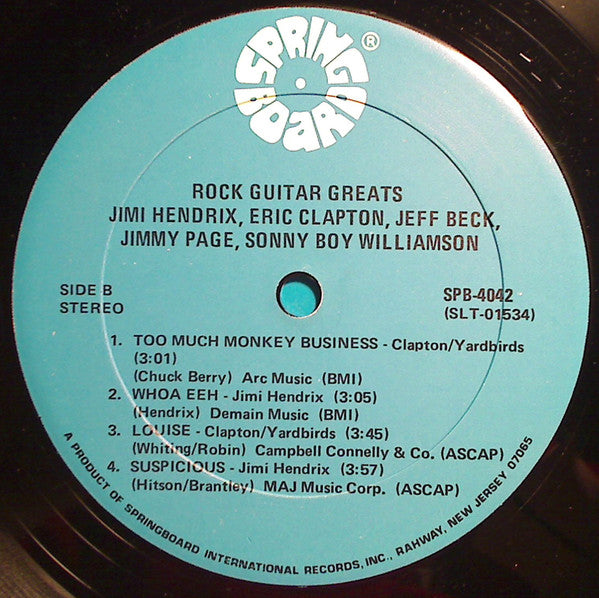 SPRING
BOARD
®
ROCK GUITAR GREATS
JIMI HENDRIX, ERIC CLAPTON, JEFF BECK,
JIMMY PAGE, SONNY BOY WILLIAMSON
SIDE B
STEREO
SPB-4042
(SLT-01534)
1. TOO MUCH MONKEY BUSINESS - Clapton/Yardbirds
(3:01)
(Chuck Berry) Arc Music (BMI)
2. WHOA EEH - Jimi Hendrix (3:05)
(Hendrix) Demain Music (BMI)
3. LOUISE - Clapton/Yardbirds (3:45)
(Whiting/Robin) Campbell Connelly & Co. (ASCAP)
4. SUSPICIOUS - Jimi Hendrix (3:57)
(Hitson/Brantley) MAJ Music Corp. (ASCAP)
A PRODUCT OF SPRINGBOARD INTERNATIONAL RECORDS, INC., RAHWAY, NEW JERSEY 07065